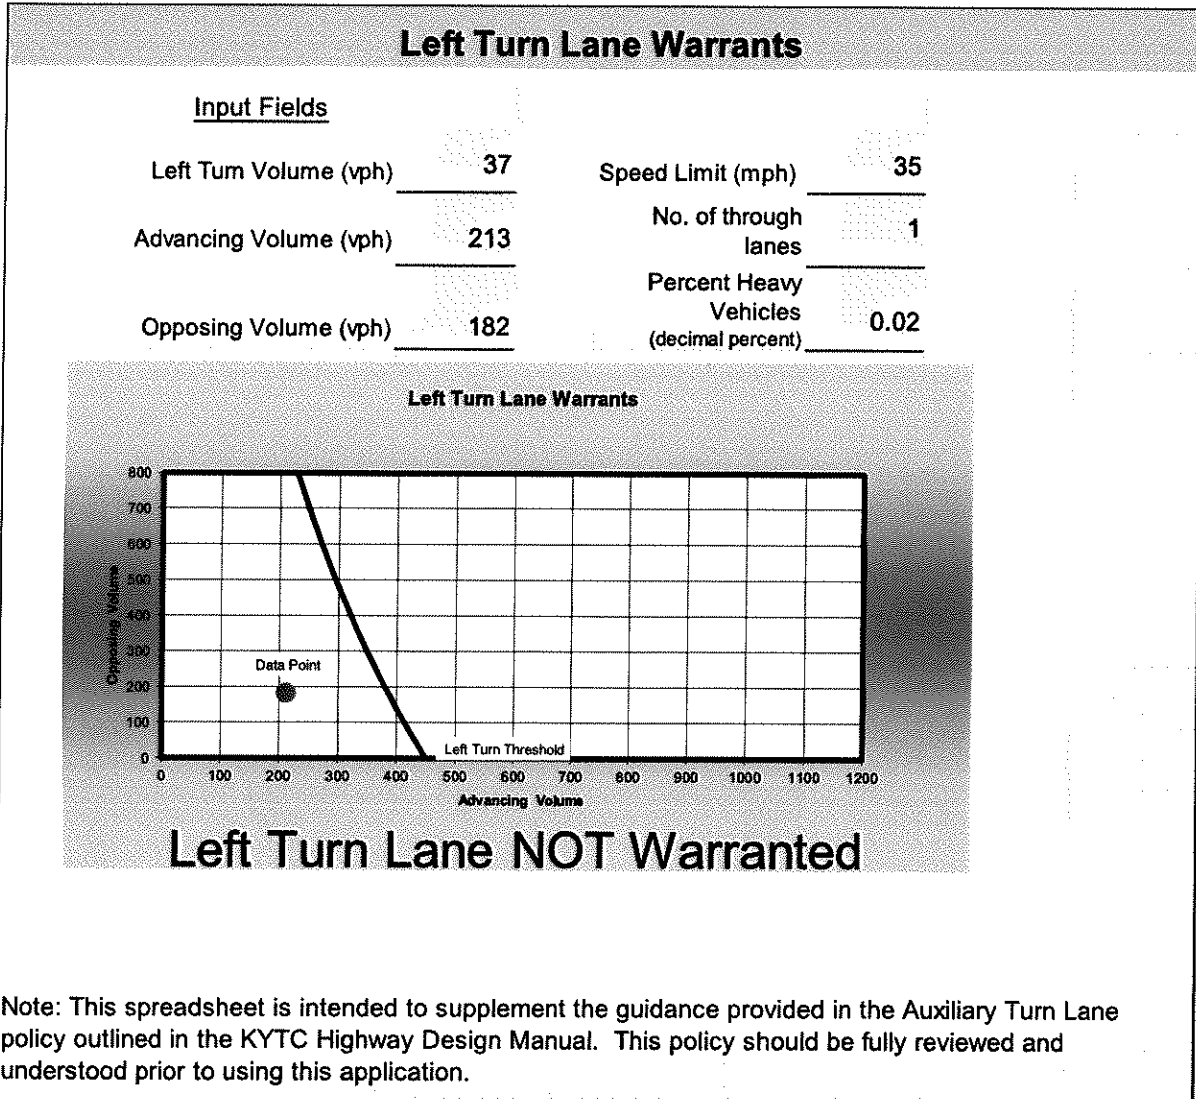 Left Turn Lane Warrants
Input Fields
Left Turn Volume (vph) 37
Speed Limit (mph) 35
Advancing Volume (vph) 213
No. of through
lanes 1
Opposing Volume (vph) 182
Percent Heavy
Vehicles
(decimal percent) 0.02
Left Turn Lane Warrants
800
700
600
500
400
300
200
100
0
Opposing Volume
Data Point
Left Turn Threshold
0 100 200 300 400 500 600 700 800 900 1000 1100 1200
Advancing Volume
Left Turn Lane NOT Warranted
Note: This spreadsheet is intended to supplement the guidance provided in the Auxiliary Turn Lane
policy outlined in the KYTC Highway Design Manual. This policy should be fully reviewed and
understood prior to using this application.